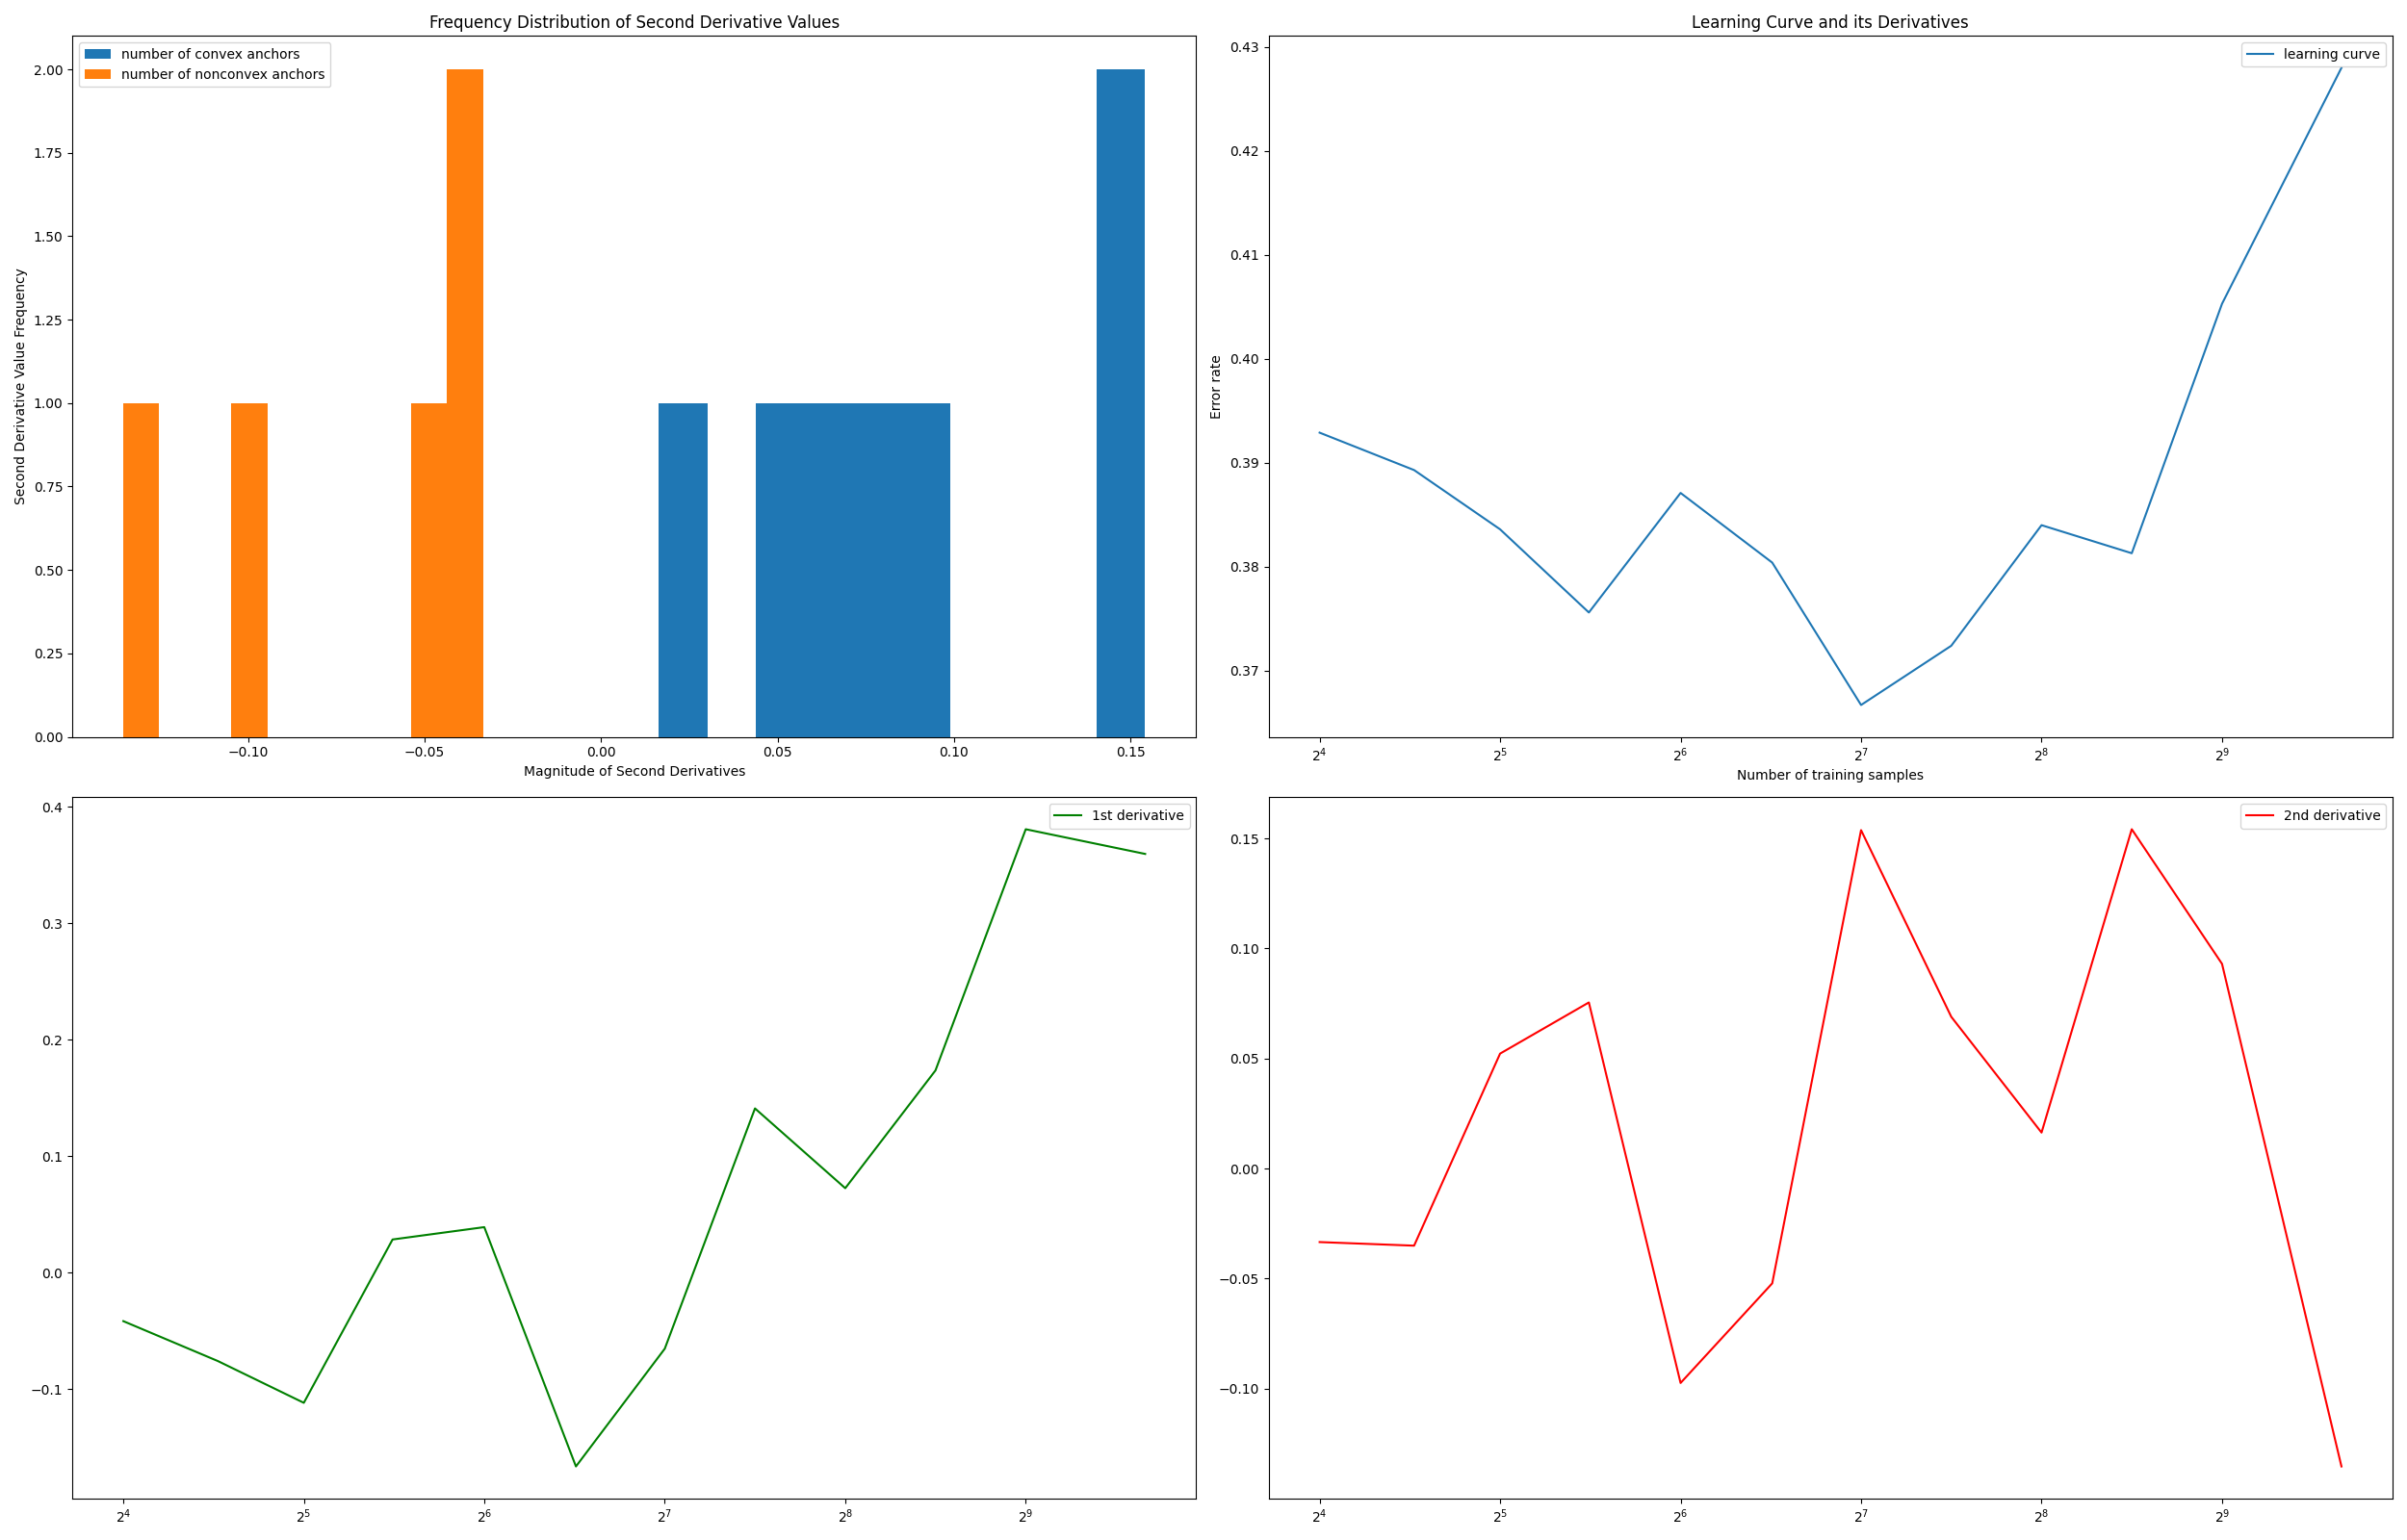 Frequency Distribution of Second Derivative Values
number of convex anchors
number of nonconvex anchors
Second Derivative Value Frequency
2.00
1.75
1.50
1.25
1.00
0.75
0.50
0.25
0.00
−0.10 −0.05 0.00 0.05 0.10 0.15
Magnitude of Second Derivatives
Learning Curve and its Derivatives
learning curve
Error rate
0.43
0.42
0.41
0.40
0.39
0.38
0.37
2⁴ 2⁵ 2⁶ 2⁷ 2⁸ 2⁹
Number of training samples
1st derivative
0.4
0.3
0.2
0.1
0.0
−0.1
2⁴ 2⁵ 2⁶ 2⁷ 2⁸ 2⁹
2nd derivative
0.15
0.10
0.05
0.00
−0.05
−0.10
2⁴ 2⁵ 2⁶ 2⁷ 2⁸ 2⁹